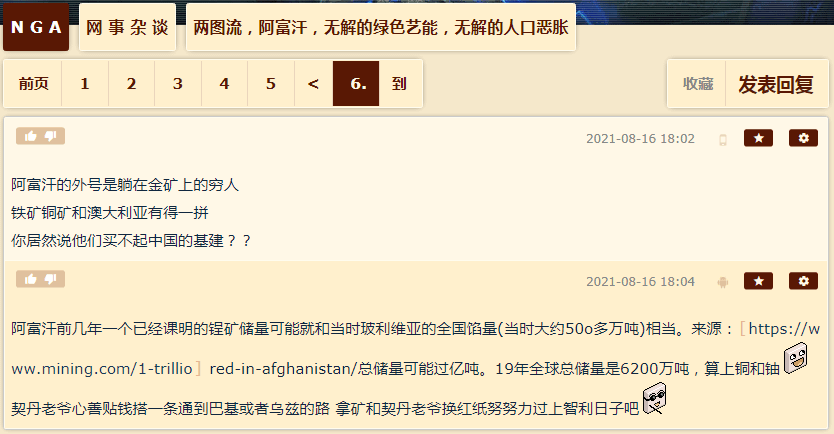 NGA 网事杂谈 两图流，阿富汗，无解的绿色艺能，无解的人口恶胀
前页 1 2 3 4 5 < 6. 到 收藏 发表回复
2021-08-16 18:02
阿富汗的外号是躺在金矿上的穷人
铁矿铜矿和澳大利亚有得一拼
你居然说他们买不起中国的基建？？
2021-08-16 18:04
阿富汗前几年一个已经课明的锃矿储量可能就和当时玻利维亚的全国馅量(当时大约50o多万吨)相当。来源：[https://w
ww.mining.com/1-trillio] red-in-afghanistan/总储量可能过亿吨。19年全球总储量是6200万吨，算上铜和铀
契丹老爷心善贴钱搭一条通到巴基或者乌兹的路 拿矿和契丹老爷换红纸努努力过上智利日子吧